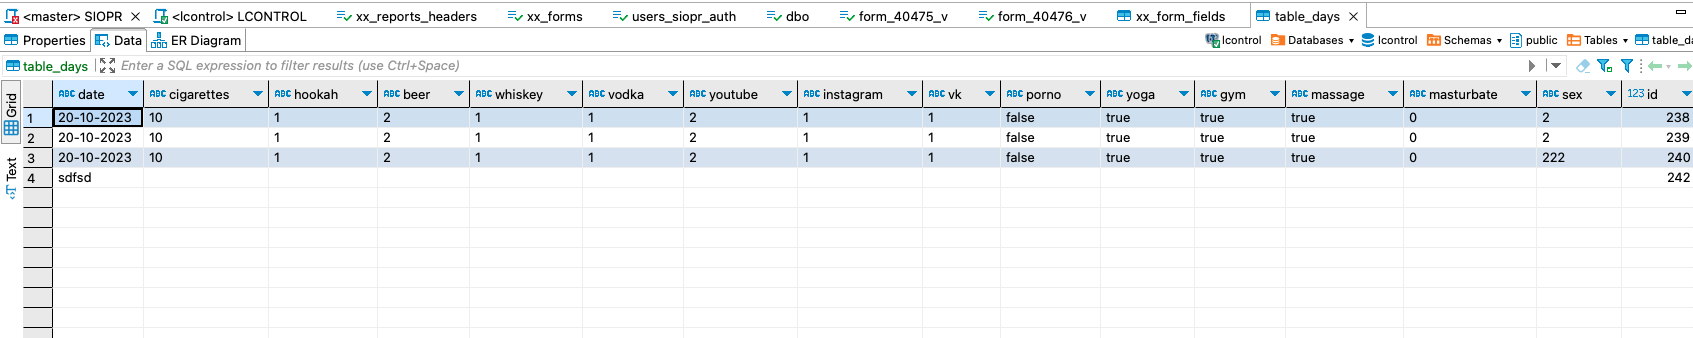 <master> SIOPR <lcontrol> LCONTROL xx_reports_headers xx_forms users_siopr_auth dbo form_40475_v form_40476_v xx_form_fields table_days
Properties Data ER Diagram lcontrol Databases lcontrol Schemas public Tables table_da
table_days Enter a SQL expression to filter results (use Ctrl+Space)
Grid
Text
ABC date ABC cigarettes ABC hookah ABC beer ABC whiskey ABC vodka ABC youtube ABC instagram ABC vk ABC porno ABC yoga ABC gym ABC massage ABC masturbate ABC sex 123 id
1 20-10-2023 10 1 2 1 1 2 1 1 false true true true 0 2 238
2 20-10-2023 10 1 2 1 1 2 1 1 false true true true 0 2 239
3 20-10-2023 10 1 2 1 1 2 1 1 false true true true 0 222 240
4 sdfsd 242